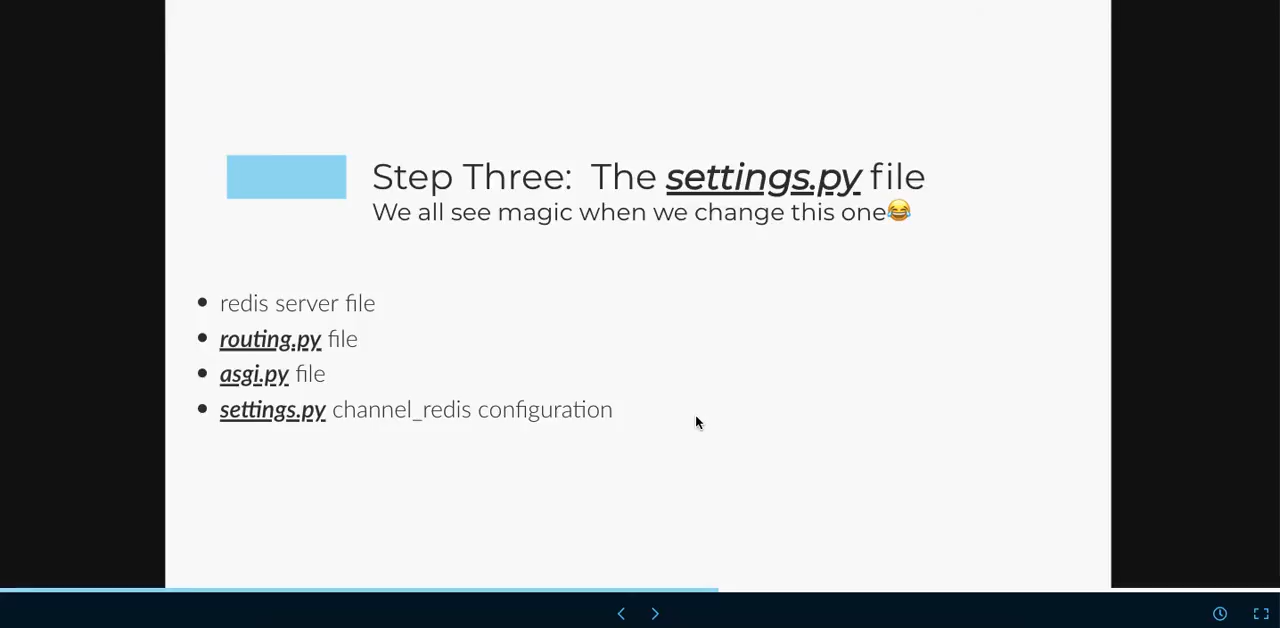 Step Three: The settings.py file
We all see magic when we change this one😂
redis server file
routing.py file
asgi.py file
settings.py channel_redis configuration